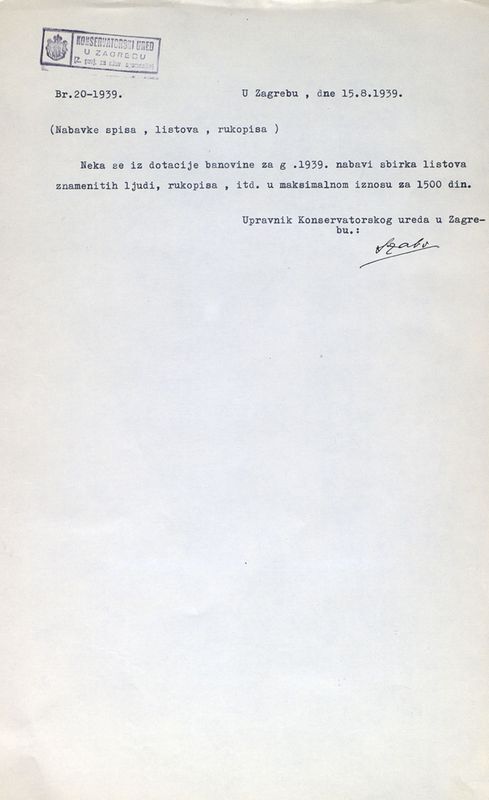 KONSERVATORSKI URED
U ZAGREBU
Br.20-1939.
U Zagrebu , dne 15.8.1939.
(Nabavke spisa , listova , rukopisa )
Neka se iz dotacije banovine za g .1939. nabavi sbirka listova
znamenitih ljudi, rukopisa , itd. u maksimalnom iznosu za 1500 din.
Upravnik Konservatorskog ureda u Zagre-
bu.:
Szabo